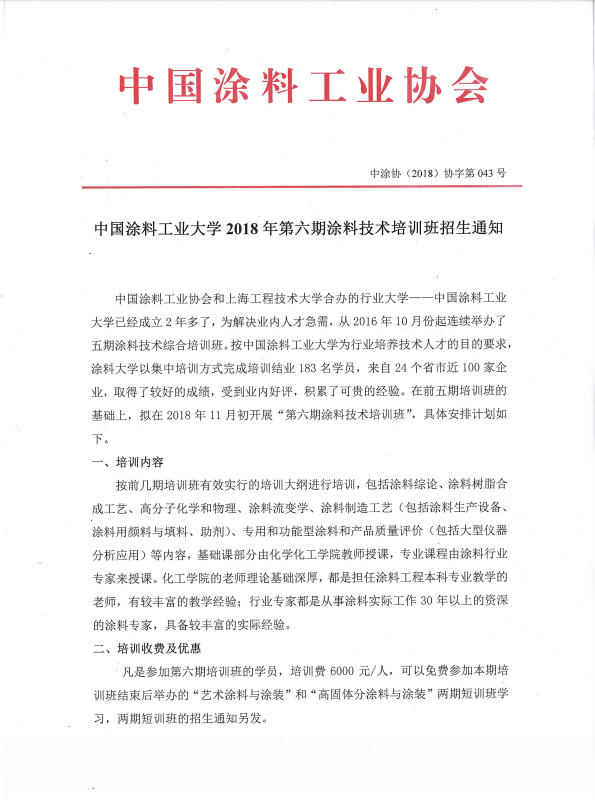 中国涂料工业协会
中涂协（2018）协字第 043 号
中国涂料工业大学 2018 年第六期涂料技术培训班招生通知
中国涂料工业协会和上海工程技术大学合办的行业大学——中国涂料工业
大学已经成立 2 年多了，为解决业内人才急需，从 2016 年 10 月份起连续举办了
五期涂料技术综合培训班。按中国涂料工业大学为行业培养技术人才的目的要求，
涂料大学以集中培训方式完成培训结业 183 名学员，来自 24 个省市近 100 家企
业，取得了较好的成绩，受到业内好评，积累了可贵的经验。在前五期培训班的
基础上，拟在 2018 年 11 月初开展“第六期涂料技术培训班”，具体安排计划如
下。
一、培训内容
按前几期培训班有效实行的培训大纲进行培训，包括涂料综论、涂料树脂合
成工艺、高分子化学和物理、涂料流变学、涂料制造工艺（包括涂料生产设备、
涂料用颜料与填料、助剂）、专用和功能型涂料和产品质量评价（包括大型仪器
分析应用）等内容，基础课部分由化学化工学院教师授课，专业课程由涂料行业
专家来授课。化工学院的老师理论基础深厚，都是担任涂料工程本科专业教学的
老师，有较丰富的教学经验；行业专家都是从事涂料实际工作 30 年以上的资深
的涂料专家，具备较丰富的实际经验。
二、培训收费及优惠
凡是参加第六期培训班的学员，培训费 6000 元/人，可以免费参加本期培
训班结束后举办的“艺术涂料与涂装”和“高固体分涂料与涂装”两期短训班学
习，两期短训班的招生通知另发。